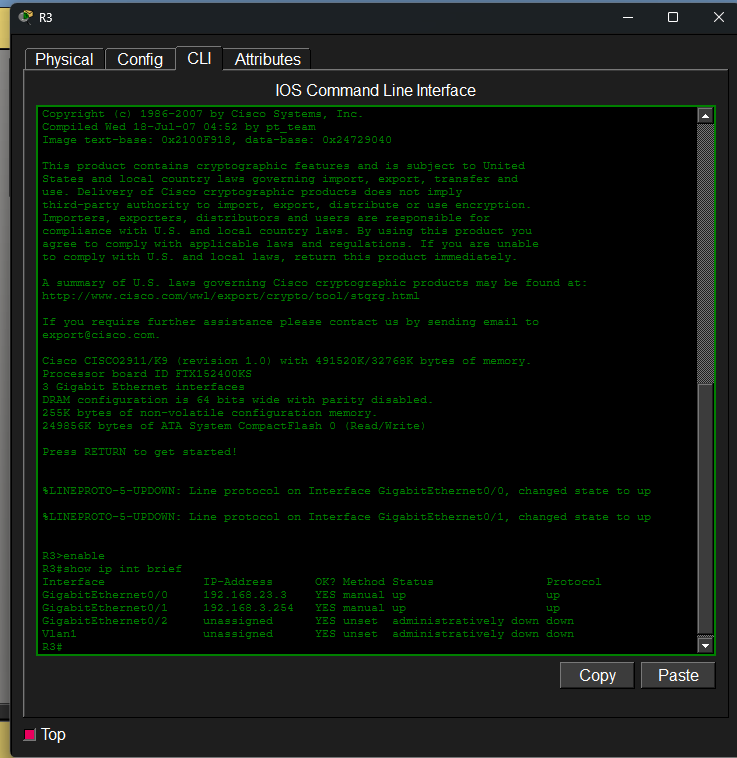 R3
Physical
Config
CLI
Attributes
IOS Command Line Interface
Copyright (c) 1986-2007 by Cisco Systems, Inc.
Compiled Wed 18-Jul-07 04:52 by pt_team
Image text-base: 0x2100F918, data-base: 0x24729040
This product contains cryptographic features and is subject to United
States and local country laws governing import, export, transfer and
use. Delivery of Cisco cryptographic products does not imply
third-party authority to import, export, distribute or use encryption.
Importers, exporters, distributors and users are responsible for
compliance with U.S. and local country laws. By using this product you
agree to comply with applicable laws and regulations. If you are unable
to comply with U.S. and local laws, return this product immediately.
A summary of U.S. laws governing Cisco cryptographic products may be found at:
http://www.cisco.com/wwl/export/crypto/tool/stqrg.html
If you require further assistance please contact us by sending email to
export@cisco.com.
Cisco CISCO2911/K9 (revision 1.0) with 491520K/32768K bytes of memory.
Processor board ID FTX152400KS
3 Gigabit Ethernet interfaces
DRAM configuration is 64 bits wide with parity disabled.
255K bytes of non-volatile configuration memory.
249856K bytes of ATA System CompactFlash 0 (Read/Write)
Press RETURN to get started!
%LINEPROTO-5-UPDOWN: Line protocol on Interface GigabitEthernet0/0, changed state to up
%LINEPROTO-5-UPDOWN: Line protocol on Interface GigabitEthernet0/1, changed state to up
R3>enable
R3#show ip int brief
Interface IP-Address OK? Method Status Protocol
GigabitEthernet0/0 192.168.23.3 YES manual up up
GigabitEthernet0/1 192.168.3.254 YES manual up up
GigabitEthernet0/2 unassigned YES unset administratively down down
Vlan1 unassigned YES unset administratively down down
R3#
Copy
Paste
Top